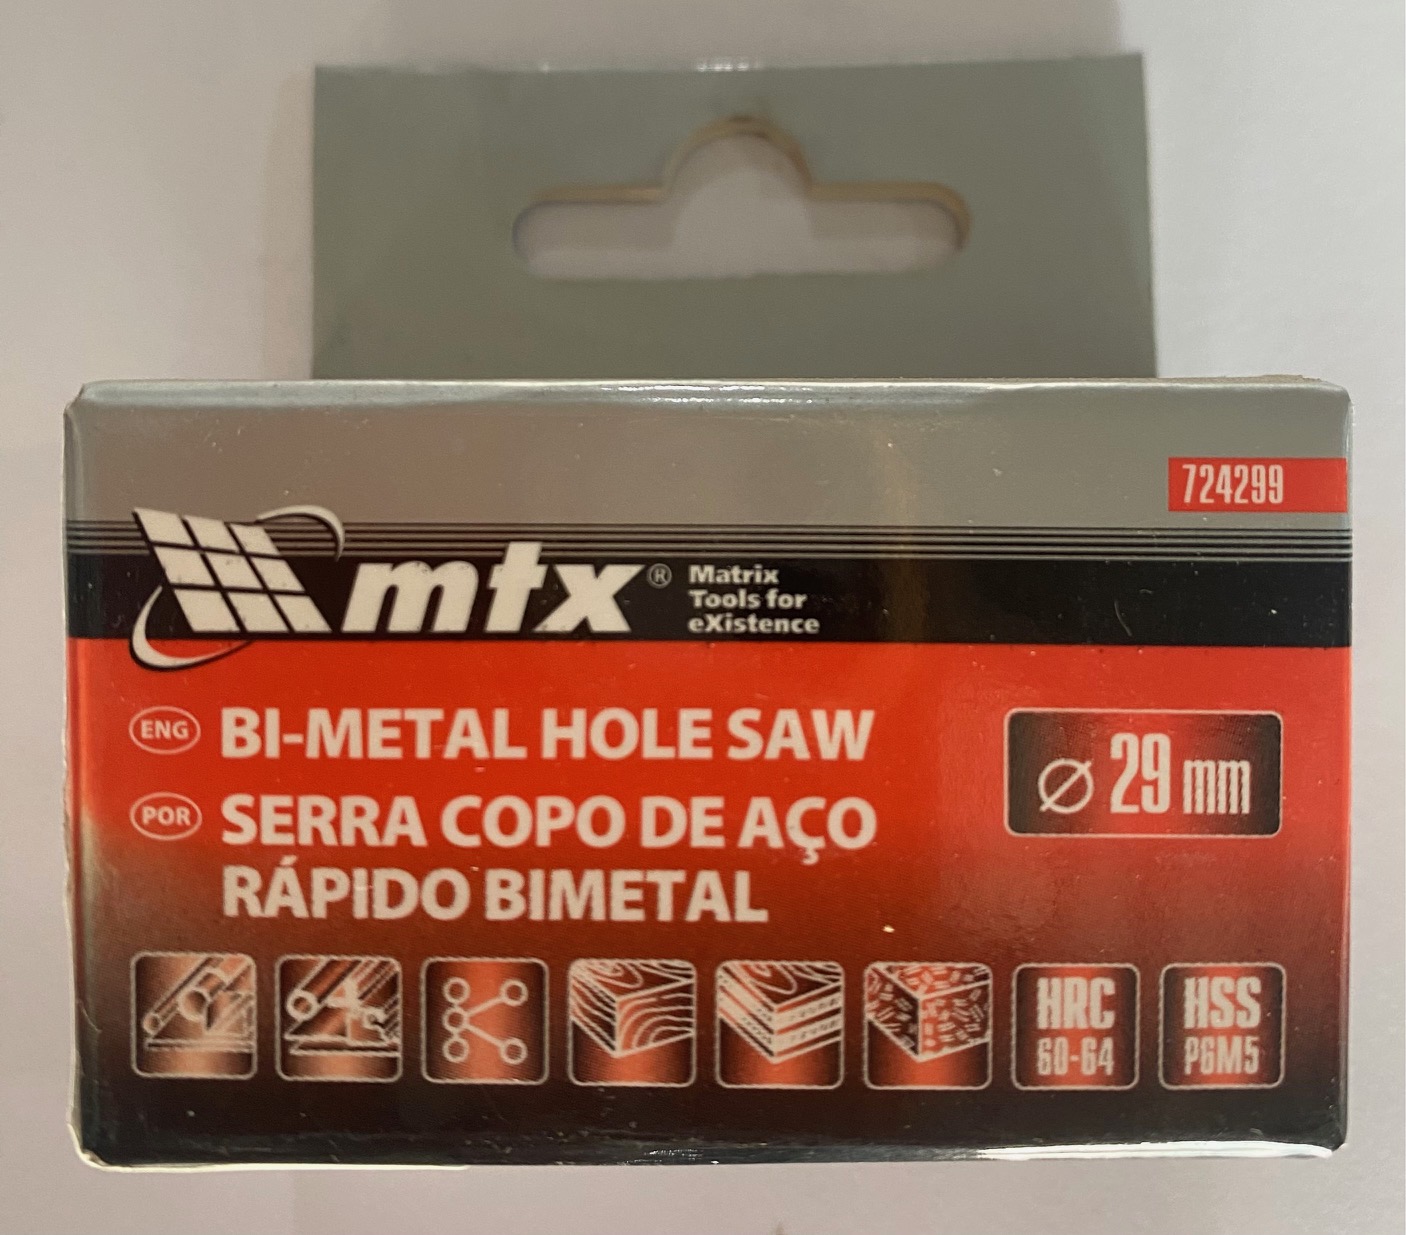 724299
mtx® Matrix
Tools for
eXistence
ENG BI-METAL HOLE SAW
Ø 29 mm
POR SERRA COPO DE AÇO
RÁPIDO BIMETAL
HRC
60-64
HSS
P6M5